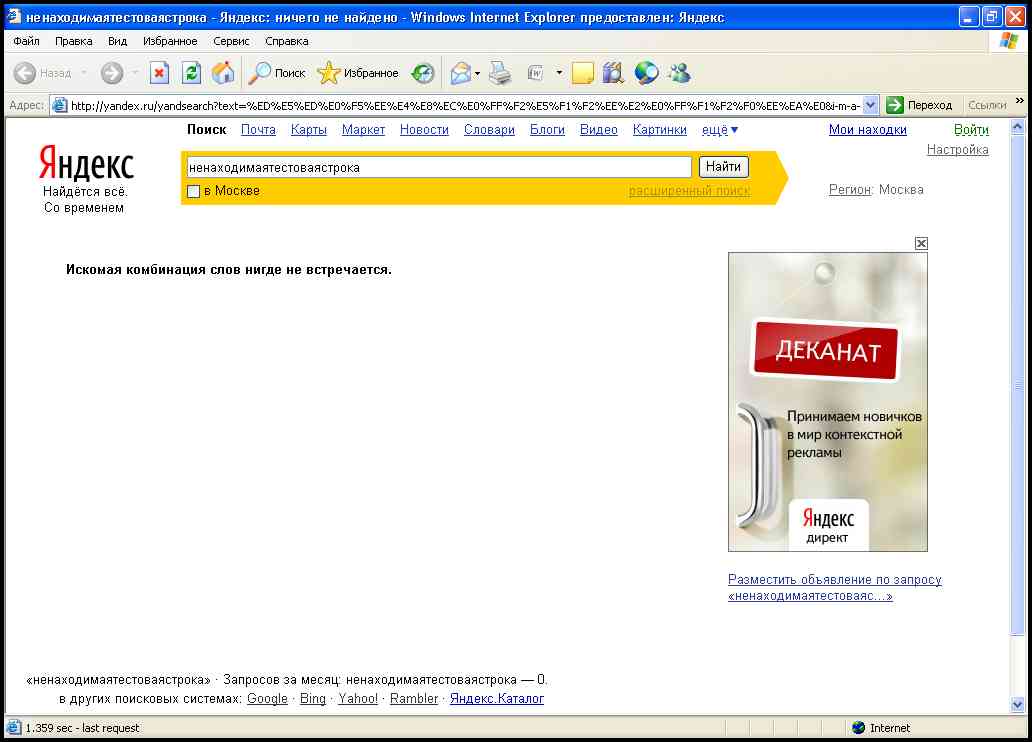 ненаходимаятестоваястрока - Яндекс: ничего не найдено - Windows Internet Explorer предоставлен: Яндекс
Файл Правка Вид Избранное Сервис Справка
Назад Поиск Избранное
Адрес: http://yandex.ru/yandsearch?text=%ED%E5%ED%E0%F5%EE%E4%E8%EC%E0%FF%F2%E5%F1%F2%EE%E2%E0%FF%F1%F2%F0%EE%EA%E0&i-m-a- Переход Ссылки »
Поиск Почта Карты Маркет Новости Словари Блоги Видео Картинки ещё ▼ Мои находки Войти
Настройка
Яндекс
Найдётся всё.
Со временем
ненаходимаятестоваястрока Найти
в Москве расширенный поиск
Регион: Москва
Искомая комбинация слов нигде не встречается.
ДЕКАНАТ
Принимаем новичков
в мир контекстной
рекламы
Яндекс
директ
Разместить объявление по запросу
«ненаходимаятестоваяс...»
«ненаходимаятестоваястрока» · Запросов за месяц: ненаходимаятестоваястрока — 0.
в других поисковых системах: Google · Bing · Yahoo! · Rambler · Яндекс.Каталог
1.359 sec - last request Internet